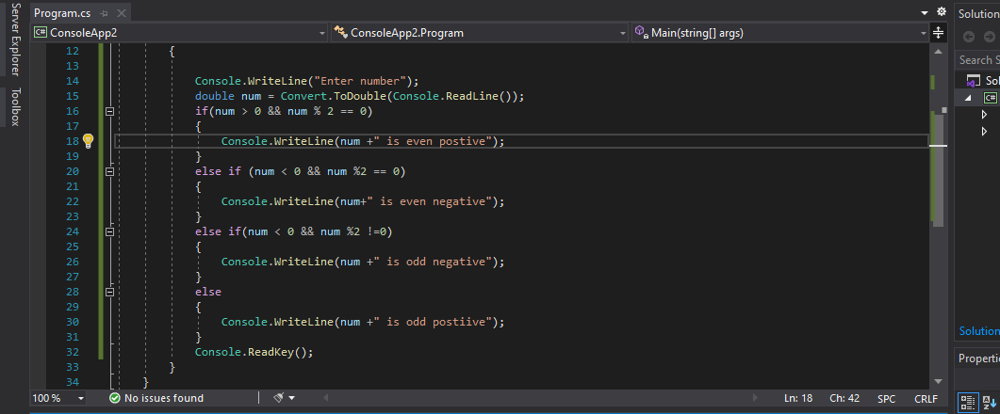 Program.cs
Server Explorer
Toolbox
ConsoleApp2
ConsoleApp2.Program
Main(string[] args)
12 {
13
14 Console.WriteLine("Enter number");
15 double num = Convert.ToDouble(Console.ReadLine());
16 if(num > 0 && num % 2 == 0)
17 {
18 Console.WriteLine(num +" is even postive");
19 }
20 else if (num < 0 && num %2 == 0)
21 {
22 Console.WriteLine(num+" is even negative");
23 }
24 else if(num < 0 && num %2 !=0)
25 {
26 Console.WriteLine(num +" is odd negative");
27 }
28 else
29 {
30 Console.WriteLine(num +" is odd postiive");
31 }
32 Console.ReadKey();
33 }
34 }
100 % No issues found Ln: 18 Ch: 42 SPC CRLF
Solution
Search S
Sol
C#
Solution
Properti